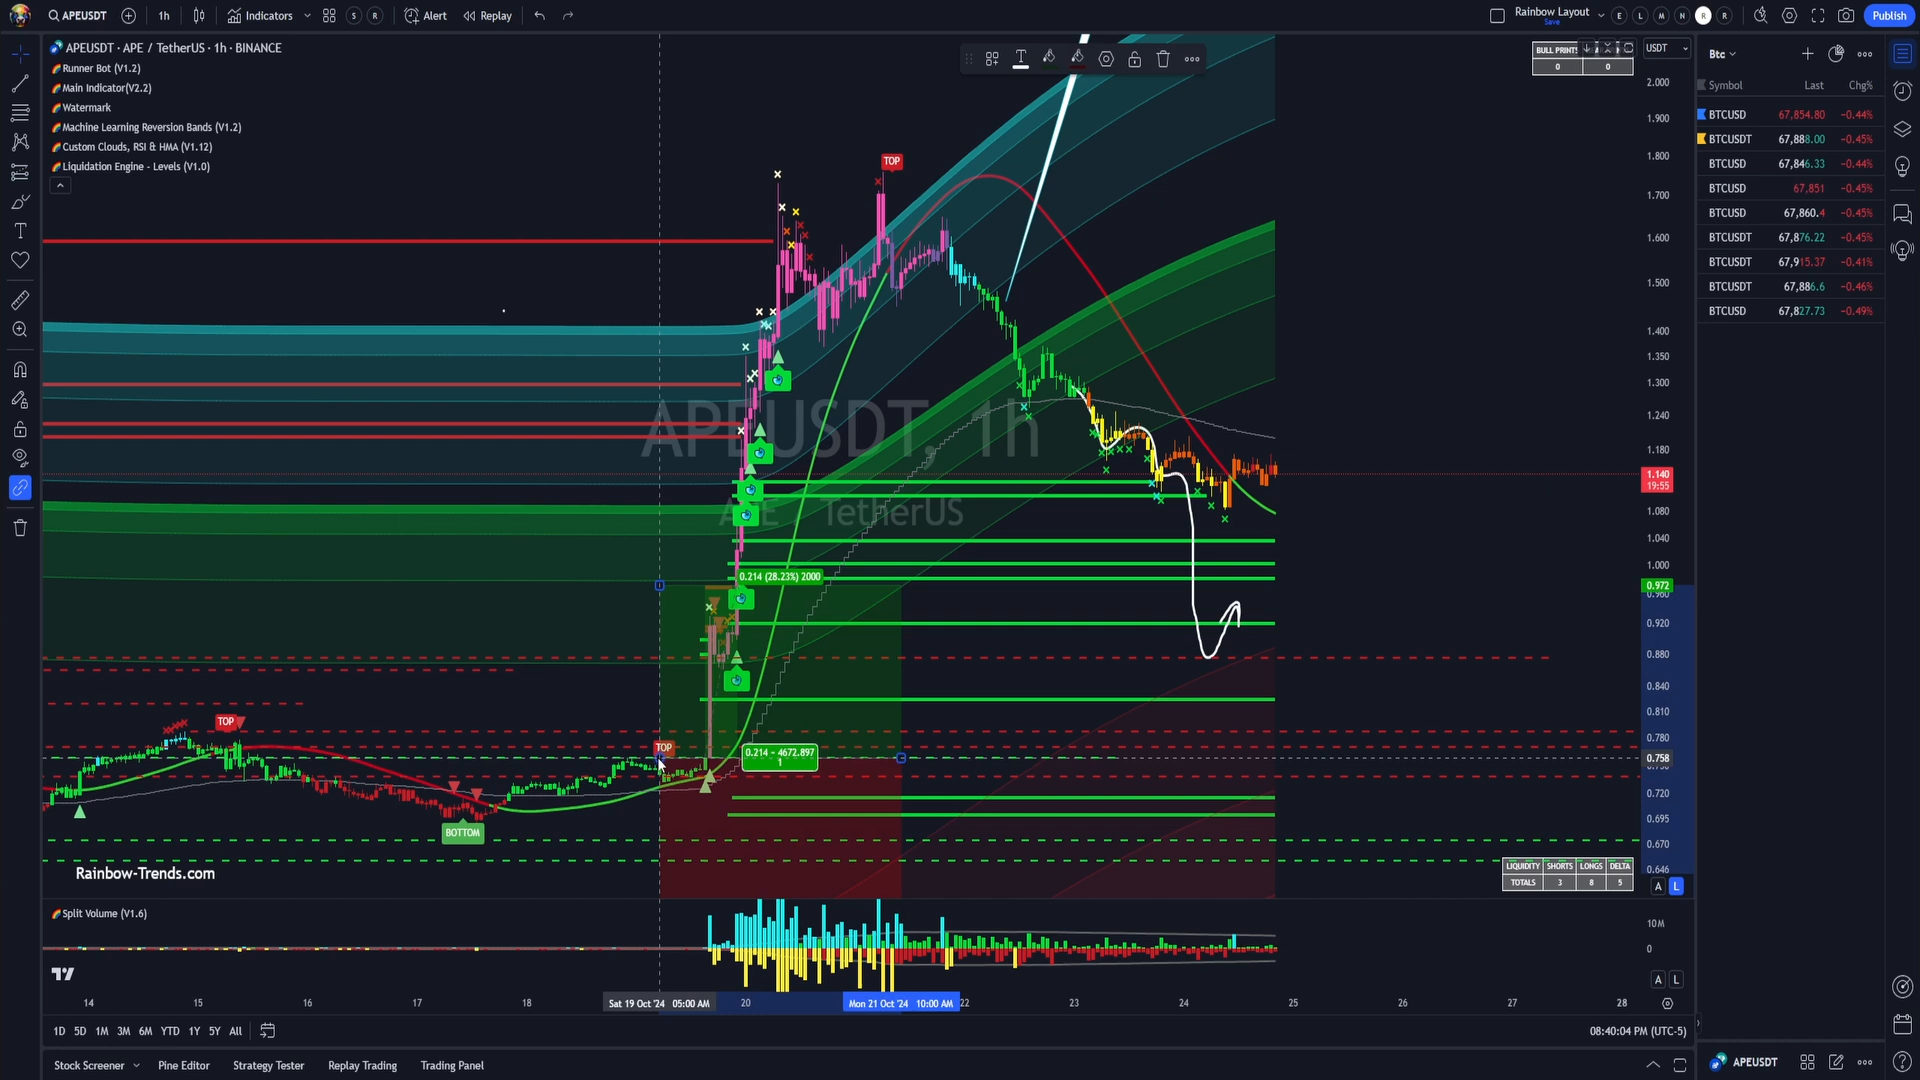 APEUSDT 1h Indicators S R Alert Replay Rainbow Layout Save E L M N R R Publish
APEUSDT · APE / TetherUS · 1h · BINANCE
Runner Bot (V1.2)
Main Indicator(V2.2)
Watermark
Machine Learning Reversion Bands (V1.2)
Custom Clouds, RSI & HMA (V1.12)
Liquidation Engine - Levels (V1.0)
BULL PRINTS
0 0
USDT
2.000
1.900
1.800
1.700
1.600
1.500
1.400
1.350
1.300
1.240
1.180
1.140
19:55
1.080
1.040
1.000
0.972
0.960
0.920
0.880
0.840
0.810
0.780
0.758
0.720
0.695
0.670
0.646
A L
Btc
Symbol Last Chg%
BTCUSD 67,854.80 −0.44%
BTCUSDT 67,888.00 −0.45%
BTCUSD 67,846.33 −0.44%
BTCUSD 67,851 −0.45%
BTCUSD 67,860.4 −0.45%
BTCUSDT 67,876.22 −0.45%
BTCUSDT 67,915.37 −0.41%
BTCUSDT 67,886.6 −0.46%
BTCUSD 67,827.73 −0.49%
TOP
APEUSDT, 1h
APE / TetherUS
0.214 (28.23%) 2000
TOP
TOP
0.214 - 4672.897
1
BOTTOM
Rainbow-Trends.com
LIQUIDITY SHORTS LONGS DELTA
TOTALS 3 8 5
Split Volume (V1.6)
10M
0
A L
14 15 16 17 18 Sat 19 Oct '24 05:00 AM 20 Mon 21 Oct '24 10:00 AM 22 23 24 25 26 27 28
1D 5D 1M 3M 6M YTD 1Y 5Y All 08:40:04 PM (UTC-5)
Stock Screener Pine Editor Strategy Tester Replay Trading Trading Panel APEUSDT